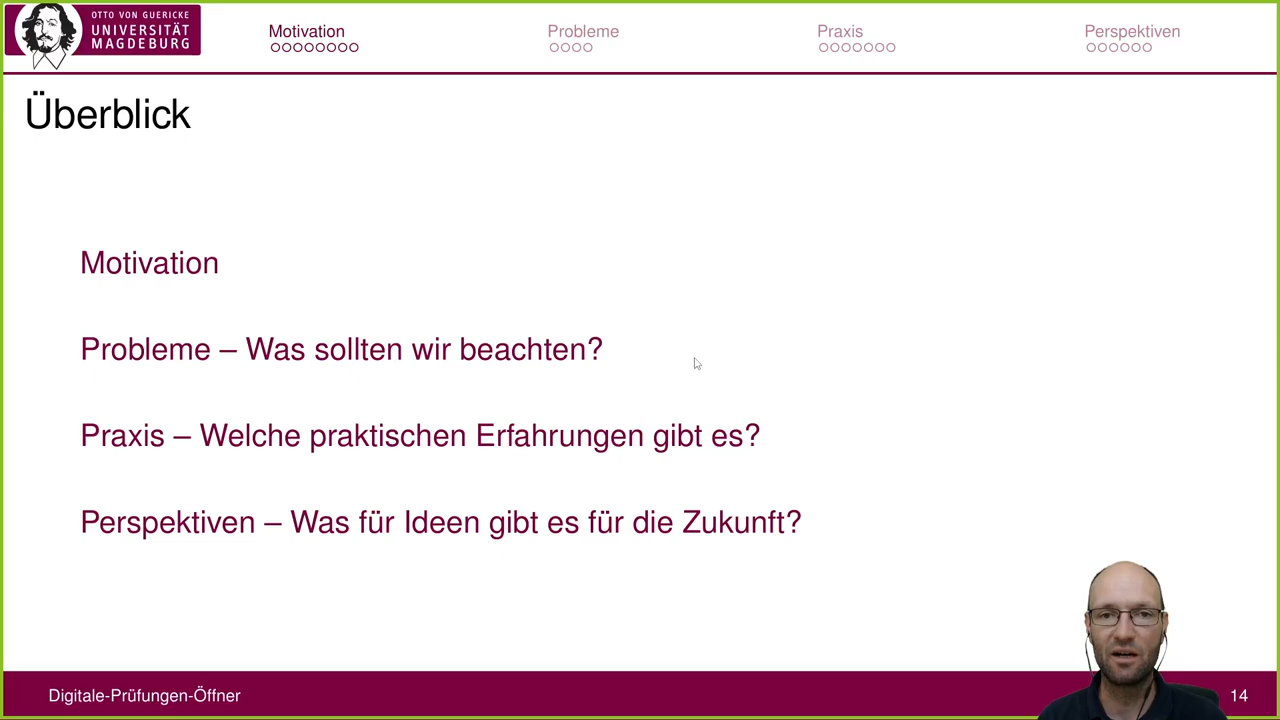 OTTO VON GUERICKE
UNIVERSITÄT
MAGDEBURG
Motivation
Probleme
Praxis
Perspektiven
Überblick
Motivation
Probleme – Was sollten wir beachten?
Praxis – Welche praktischen Erfahrungen gibt es?
Perspektiven – Was für Ideen gibt es für die Zukunft?
Digitale-Prüfungen-Öffner
14